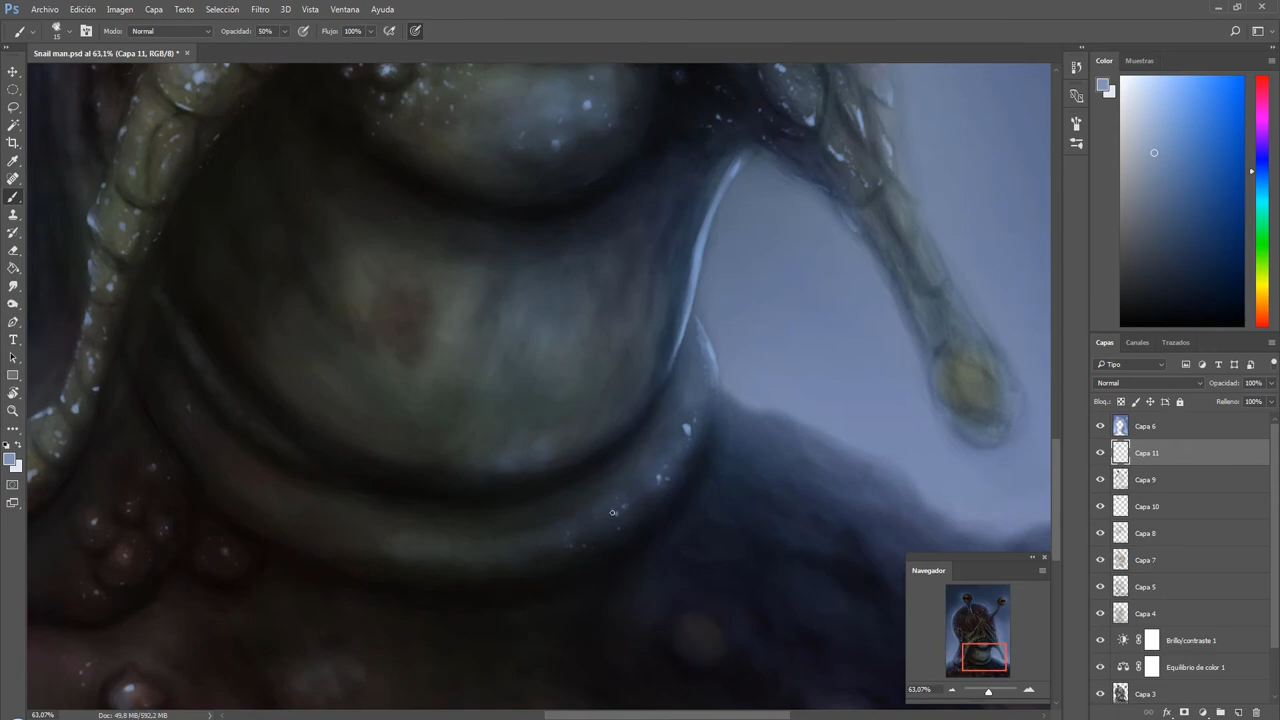 Ps Archivo Edición Imagen Capa Texto Selección Filtro 3D Vista Ventana Ayuda
15 Modo: Normal Opacidad: 50% Flujo: 100%
Snail man.psd al 63,1% (Capa 11, RGB/8) * ×
Color Muestras
Capas Canales Trazados
Tipo
Normal Opacidad: 100%
Bloq.: Relleno: 100%
Capa 6
Capa 11
Capa 9
Capa 10
Capa 8
Capa 7
Capa 5
Capa 4
Brillo/contraste 1
Equilibrio de color 1
Capa 3
Navegador
63,07%
63,07% Doc: 49,8 MB/592,2 MB